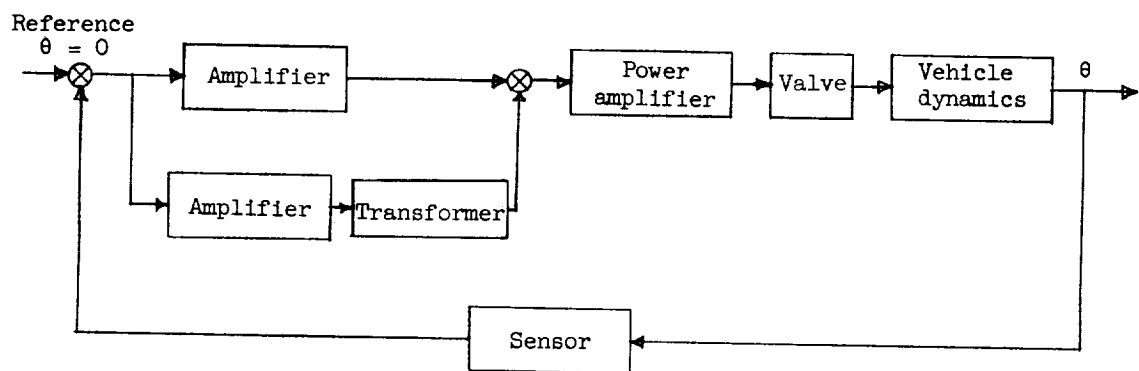 Reference
θ = 0
Amplifier
Power
amplifier
Valve
Vehicle
dynamics
θ
Amplifier
Transformer
Sensor